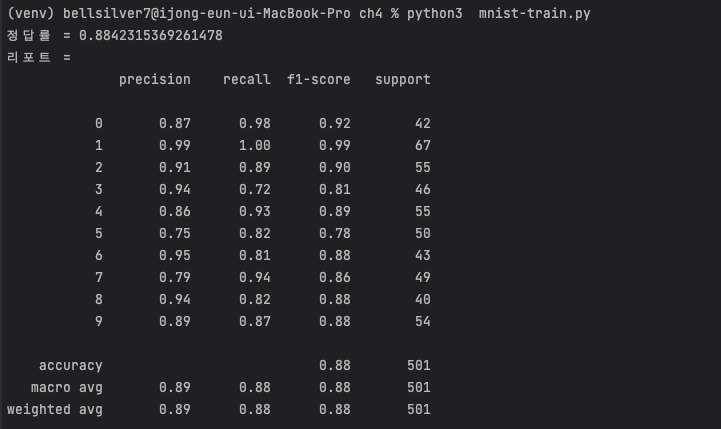 (venv) bellsilver7@ijong-eun-ui-MacBook-Pro ch4 % python3  mnist-train.py
정답률 = 0.8842315369261478
리포트 =
              precision    recall  f1-score   support

           0       0.87      0.98      0.92        42
           1       0.99      1.00      0.99        67
           2       0.91      0.89      0.90        55
           3       0.94      0.72      0.81        46
           4       0.86      0.93      0.89        55
           5       0.75      0.82      0.78        50
           6       0.95      0.81      0.88        43
           7       0.79      0.94      0.86        49
           8       0.94      0.82      0.88        40
           9       0.89      0.87      0.88        54

    accuracy                           0.88       501
   macro avg       0.89      0.88      0.88       501
weighted avg       0.89      0.88      0.88       501